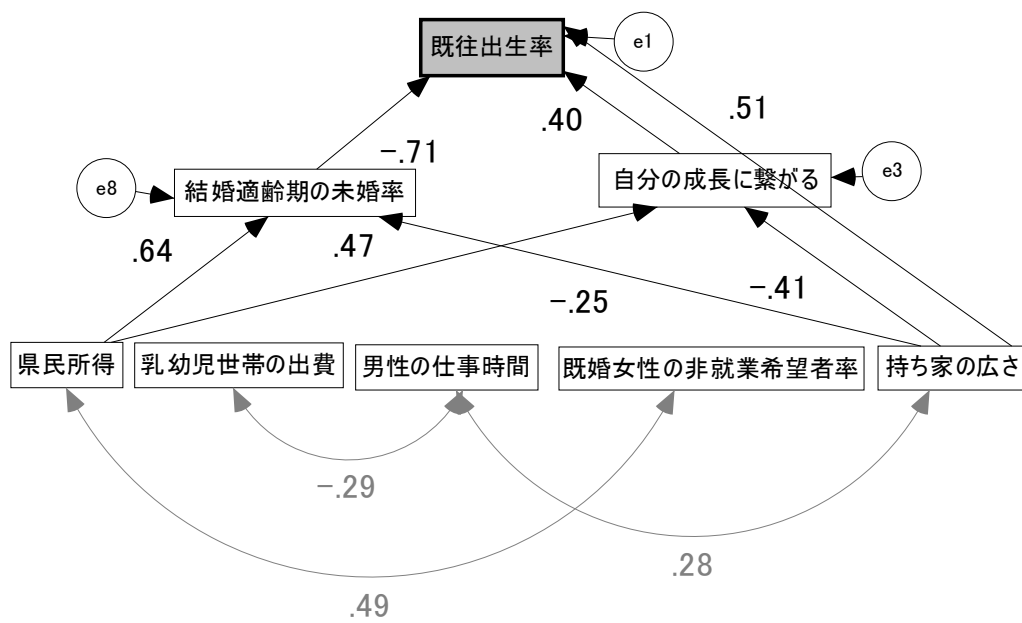 既往出生率
e1
.51
.40
-.71
e8
結婚適齢期の未婚率
自分の成長に繋がる
e3
.64
.47
-.25
-.41
県民所得
乳幼児世帯の出費
男性の仕事時間
既婚女性の非就業希望者率
持ち家の広さ
-.29
.28
.49